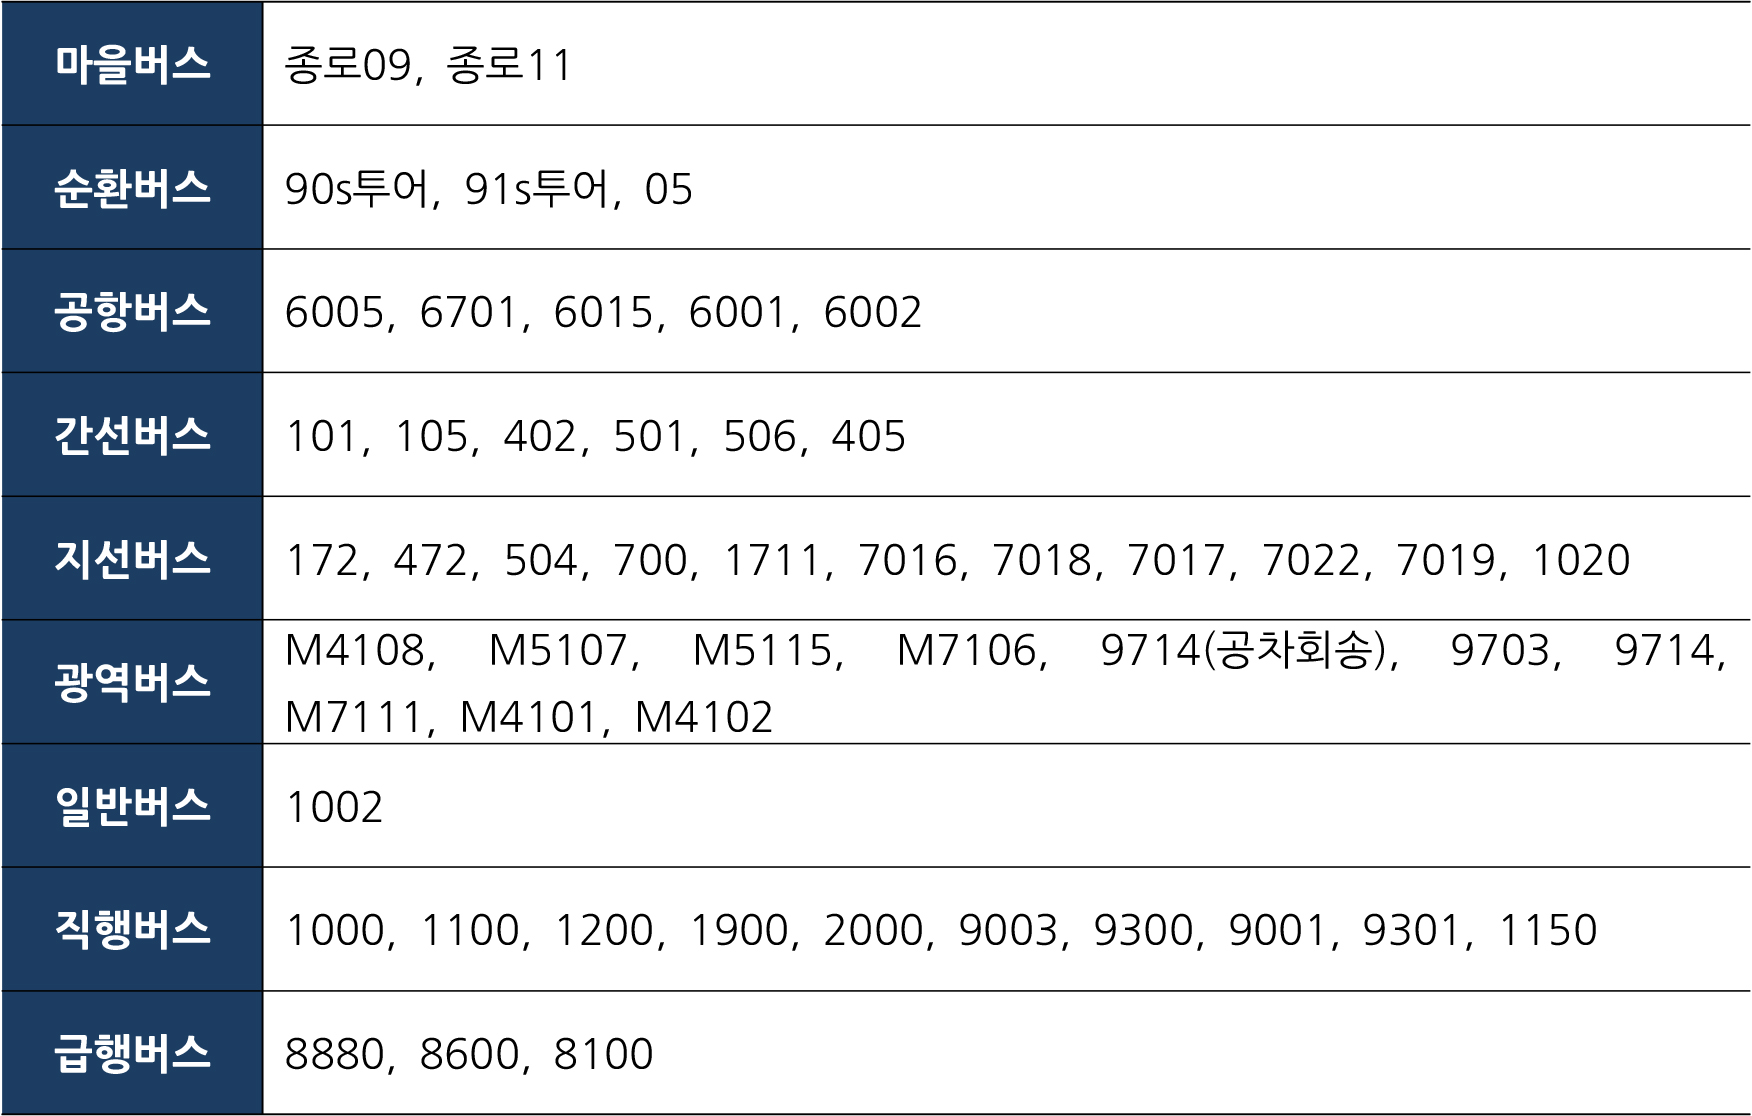 마을버스 종로09, 종로11
순환버스 90s투어, 91s투어, 05
공항버스 6005, 6701, 6015, 6001, 6002
간선버스 101, 105, 402, 501, 506, 405
지선버스 172, 472, 504, 700, 1711, 7016, 7018, 7017, 7022, 7019, 1020
광역버스 M4108, M5107, M5115, M7106, 9714(공차회송), 9703, 9714,
M7111, M4101, M4102
일반버스 1002
직행버스 1000, 1100, 1200, 1900, 2000, 9003, 9300, 9001, 9301, 1150
급행버스 8880, 8600, 8100